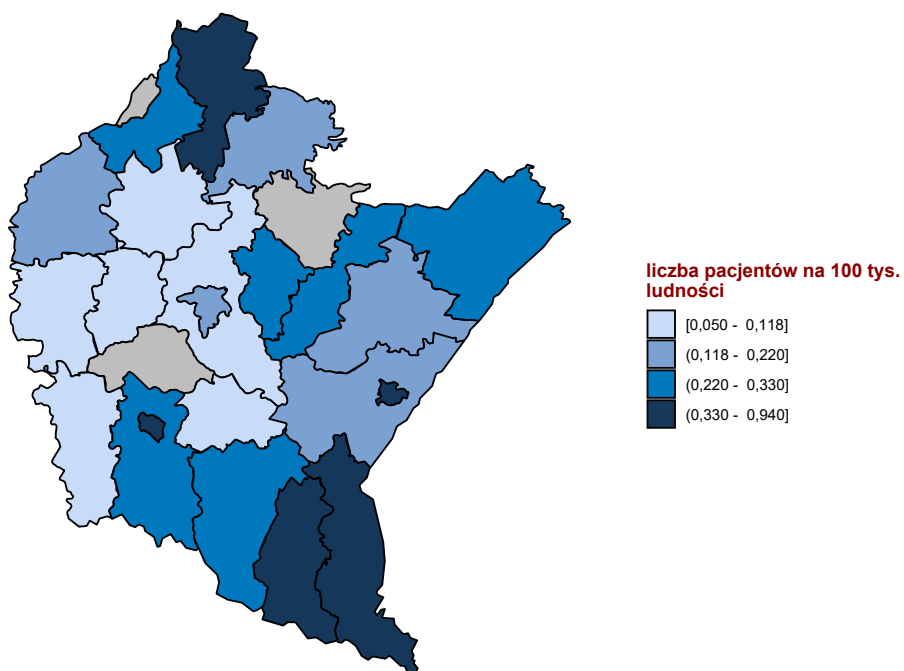 liczba pacjentów na 100 tys.
ludności
[0,050 - 0,118]
(0,118 - 0,220]
(0,220 - 0,330]
(0,330 - 0,940]